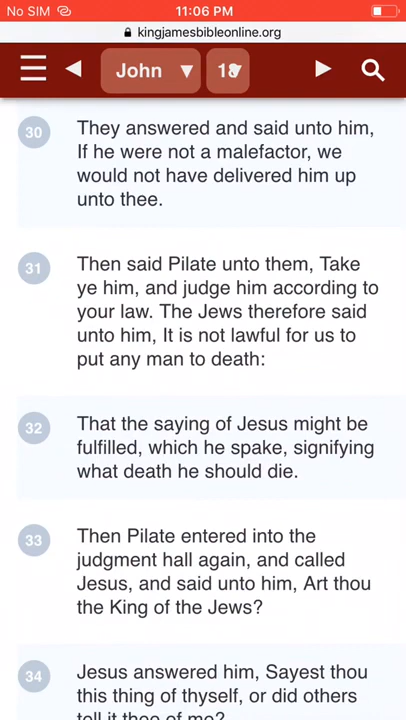 No SIM 11:06 PM
kingjamesbibleonline.org
John 18
30 They answered and said unto him,
If he were not a malefactor, we
would not have delivered him up
unto thee.
31 Then said Pilate unto them, Take
ye him, and judge him according to
your law. The Jews therefore said
unto him, It is not lawful for us to
put any man to death:
32 That the saying of Jesus might be
fulfilled, which he spake, signifying
what death he should die.
33 Then Pilate entered into the
judgment hall again, and called
Jesus, and said unto him, Art thou
the King of the Jews?
34 Jesus answered him, Sayest thou
this thing of thyself, or did others
tell it thee of me?